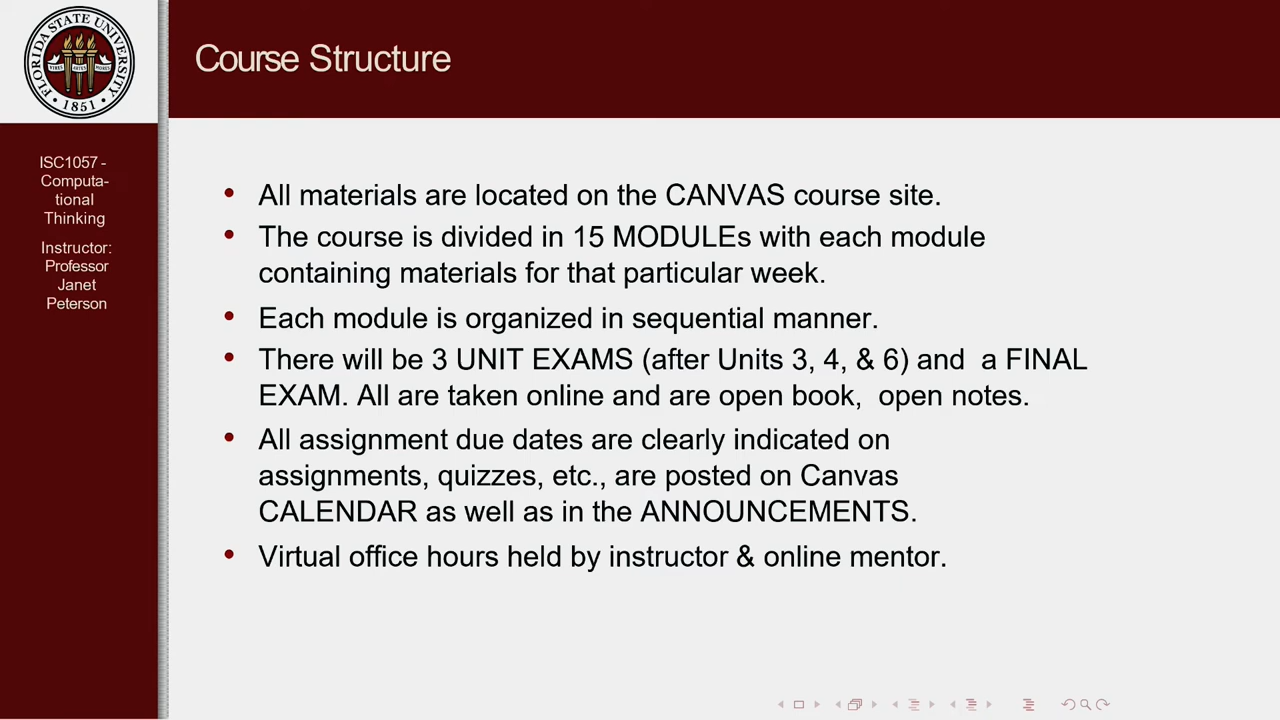 FLORIDA STATE UNIVERSITY
1851
VIRES ARTES MORES
ISC1057 -
Computa-
tional
Thinking
Instructor:
Professor
Janet
Peterson
Course Structure
• All materials are located on the CANVAS course site.
• The course is divided in 15 MODULEs with each module
containing materials for that particular week.
• Each module is organized in sequential manner.
• There will be 3 UNIT EXAMS (after Units 3, 4, & 6) and a FINAL
EXAM. All are taken online and are open book, open notes.
• All assignment due dates are clearly indicated on
assignments, quizzes, etc., are posted on Canvas
CALENDAR as well as in the ANNOUNCEMENTS.
• Virtual office hours held by instructor & online mentor.